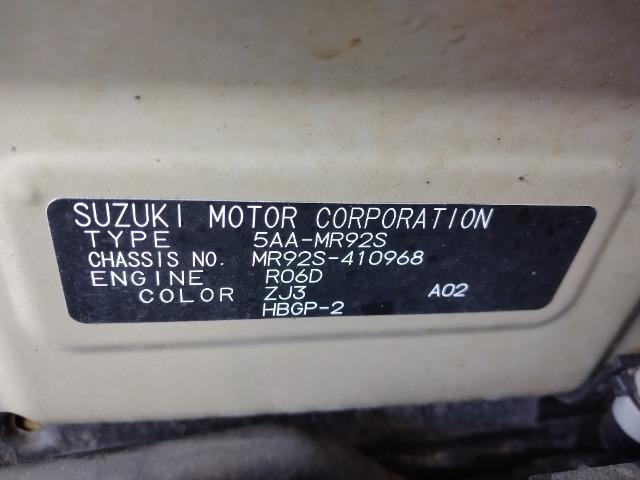 SUZUKI MOTOR CORPORATION
TYPE 5AA-MR92S
CHASSIS NO. MR92S-410968
ENGINE R06D
COLOR ZJ3 A02
HBGP-2